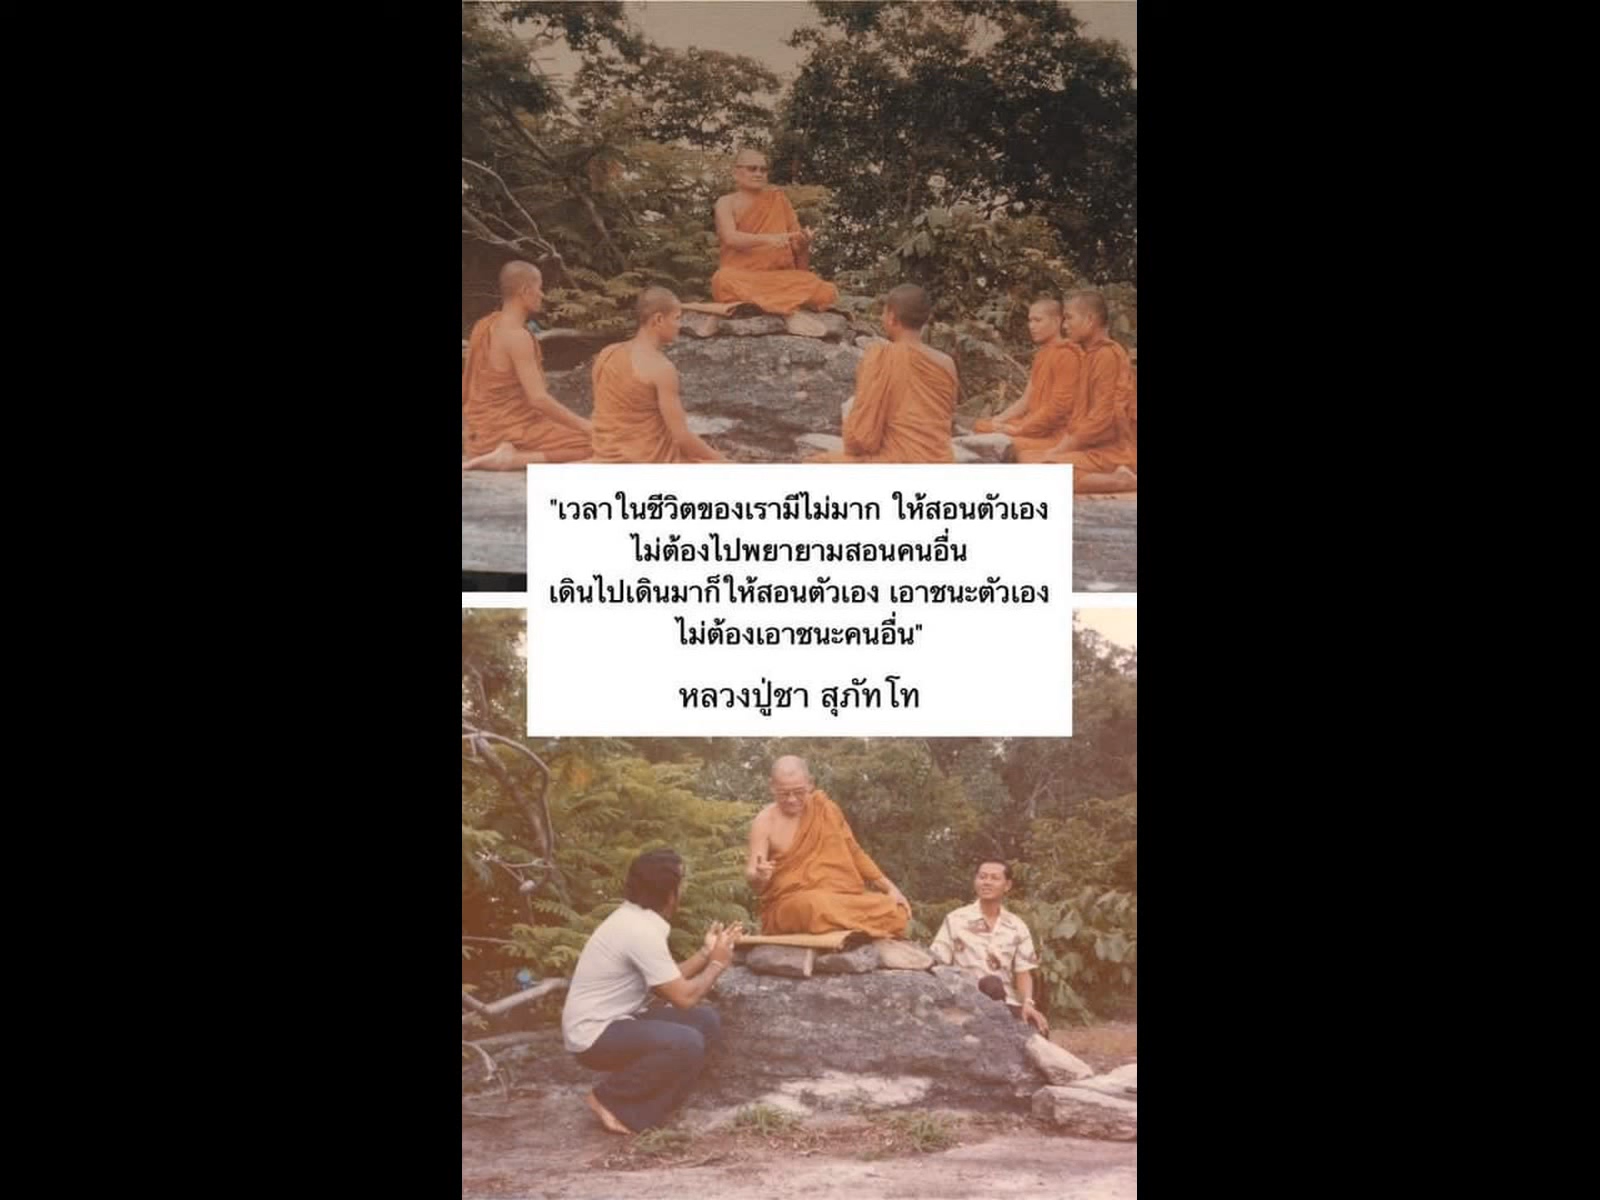 "เวลาในชีวิตของเรามีไม่มาก ให้สอนตัวเอง
ไม่ต้องไปพยายามสอนคนอื่น
เดินไปเดินมาก็ให้สอนตัวเอง เอาชนะตัวเอง
ไม่ต้องเอาชนะคนอื่น"
หลวงปู่ชา สุภัทโท